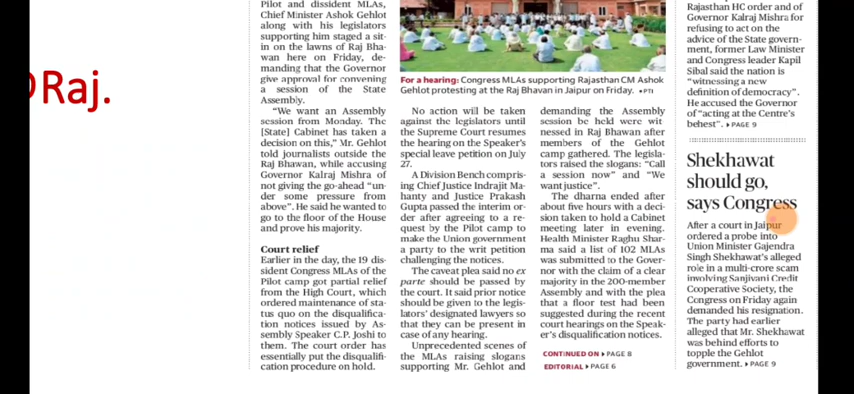 Raj.
Pilot and dissident MLAs,
Chief Minister Ashok Gehlot
along with his legislators
supporting him staged a sit-
in on the lawns of Raj Bha-
wan here on Friday, de-
manding that the Governor
give approval for convening
a session of the State
Assembly.
“We want an Assembly
session from Monday. The
[State] Cabinet has taken a
decision on this,” Mr. Gehlot
told journalists outside the
Raj Bhawan, while accusing
Governor Kalraj Mishra of
not giving the go-ahead “un-
der some pressure from
above”. He said he wanted to
go to the floor of the House
and prove his majority.
Court relief
Earlier in the day, the 19 dis-
sident Congress MLAs of the
Pilot camp got partial relief
from the High Court, which
ordered maintenance of sta-
tus quo on the disqualifica-
tion notices issued by As-
sembly Speaker C.P. Joshi to
them. The court order has
essentially put the disqualifi-
cation procedure on hold.
For a hearing: Congress MLAs supporting Rajasthan CM Ashok
Gehlot protesting at the Raj Bhavan in Jaipur on Friday. •PTI
No action will be taken
against the legislators until
the Supreme Court resumes
the hearing on the Speaker’s
special leave petition on July
27.
A Division Bench compris-
ing Chief Justice Indrajit Ma-
hanty and Justice Prakash
Gupta passed the interim or-
der after agreeing to a re-
quest by the Pilot camp to
make the Union government
a party to the writ petition
challenging the notices.
The caveat plea said no ex
parte should be passed by
the court. It said prior notice
should be given to the legis-
lators’ designated lawyers so
that they can be present in
case of any hearing.
Unprecedented scenes of
the MLAs raising slogans
supporting Mr. Gehlot and
demanding the Assembly
session be held were wit-
nessed in Raj Bhawan after
members of the Gehlot
camp gathered. The legisla-
tors raised the slogans: “Call
a session now” and “We
want justice”.
The dharna ended after
about five hours with a deci-
sion taken to hold a Cabinet
meeting later in evening.
Health Minister Raghu Shar-
ma said a list of 102 MLAs
was submitted to the Gover-
nor with the claim of a clear
majority in the 200-member
Assembly and with the plea
that a floor test had been
suggested during the recent
court hearings on the Speak-
er’s disqualification notices.
CONTINUED ON ▸ PAGE 8
EDITORIAL ▸ PAGE 6
Rajasthan HC order and of
Governor Kalraj Mishra for
refusing to act on the
advice of the State govern-
ment, former Law Minister
and Congress leader Kapil
Sibal said the nation is
“witnessing a new
definition of democracy”.
He accused the Governor
of “acting at the Centre’s
behest”. ▸ PAGE 9
Shekhawat
should go,
says Congress
After a court in Jaipur
ordered a probe into
Union Minister Gajendra
Singh Shekhawat’s alleged
role in a multi-crore scam
involving Sanjivani Credit
Cooperative Society, the
Congress on Friday again
demanded his resignation.
The party had earlier
alleged that Mr. Shekhawat
was behind efforts to
topple the Gehlot
government. ▸ PAGE 9